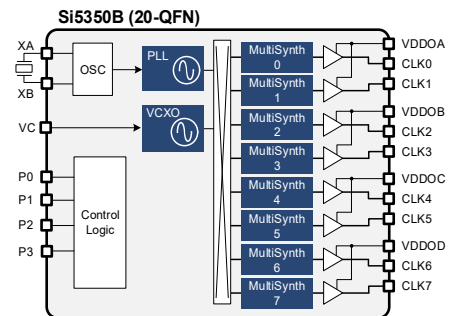 Si5350B (20-QFN)
XA
XB
OSC
PLL
VC
VCXO
P0
P1
P2
P3
Control
Logic
MultiSynth
0
MultiSynth
1
MultiSynth
2
MultiSynth
3
MultiSynth
4
MultiSynth
5
MultiSynth
6
MultiSynth
7
VDDOA
CLK0
CLK1
VDDOB
CLK2
CLK3
VDDOC
CLK4
CLK5
VDDOD
CLK6
CLK7